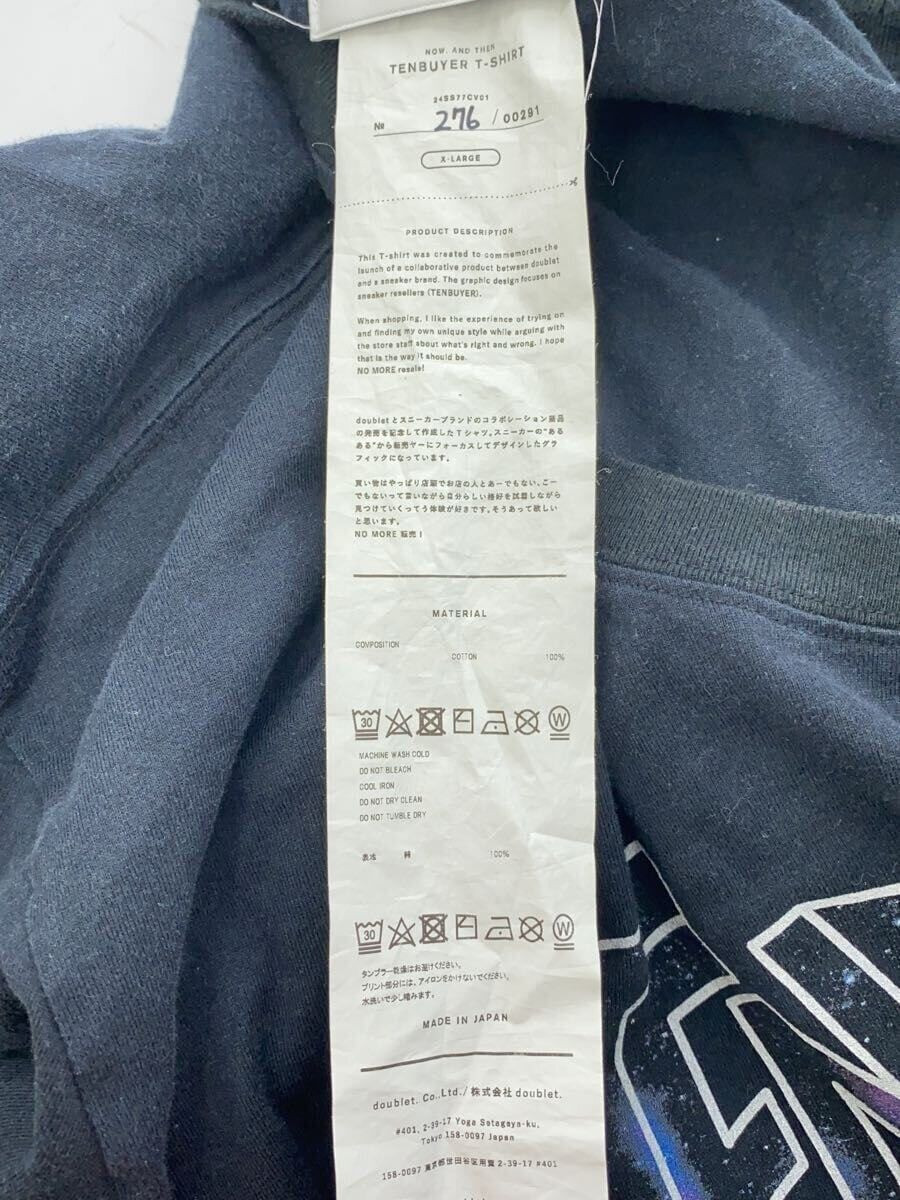 NOW, AND THEN
TENBUYER T-SHIRT
24SS77CV01
№ 276 / 00291
X-LARGE
PRODUCT DESCRIPTION
This T-shirt was created to commemorate the
launch of a collaborative product between doublet
and a sneaker brand. The graphic design focuses on
sneaker resellers (TENBUYER).
When shopping, I like the experience of trying on
and finding my own unique style while arguing with
the store staff about what's right and wrong. I hope
that is the way it should be.
NO MORE resale!
doubletとスニーカーブランドのコラボレーション商品
の発売を記念して作成したTシャツ。スニーカーの"ある
ある"から転売ヤーにフォーカスしてデザインしたグラ
フィックになっています。
買い物はやっぱり店頭でお店の人とあーでもない、こー
でもないって言いながら自分らしい格好を試着しながら
見つけていくってう体験が好きです。そうあって欲しい
と思います。
NO MORE 転売！
MATERIAL
COMPOSITION
COTTON 100%
30 W
MACHINE WASH COLD
DO NOT BLEACH
COOL IRON
DO NOT DRY CLEAN
DO NOT TUMBLE DRY
表冷 綿 100%
30 W
タンブラー乾燥はお避けください。
プリント部分には、アイロンをかけないでください。
水洗いで少し縮みます。
MADE IN JAPAN
doublet. Co.,Ltd./株式会社 doublet.
#401, 2-39-17 Yoga Setagaya-ku,
Tokyo 158-0097 Japan
158-0097 東京都世田谷区用賀 2-39-17 #401